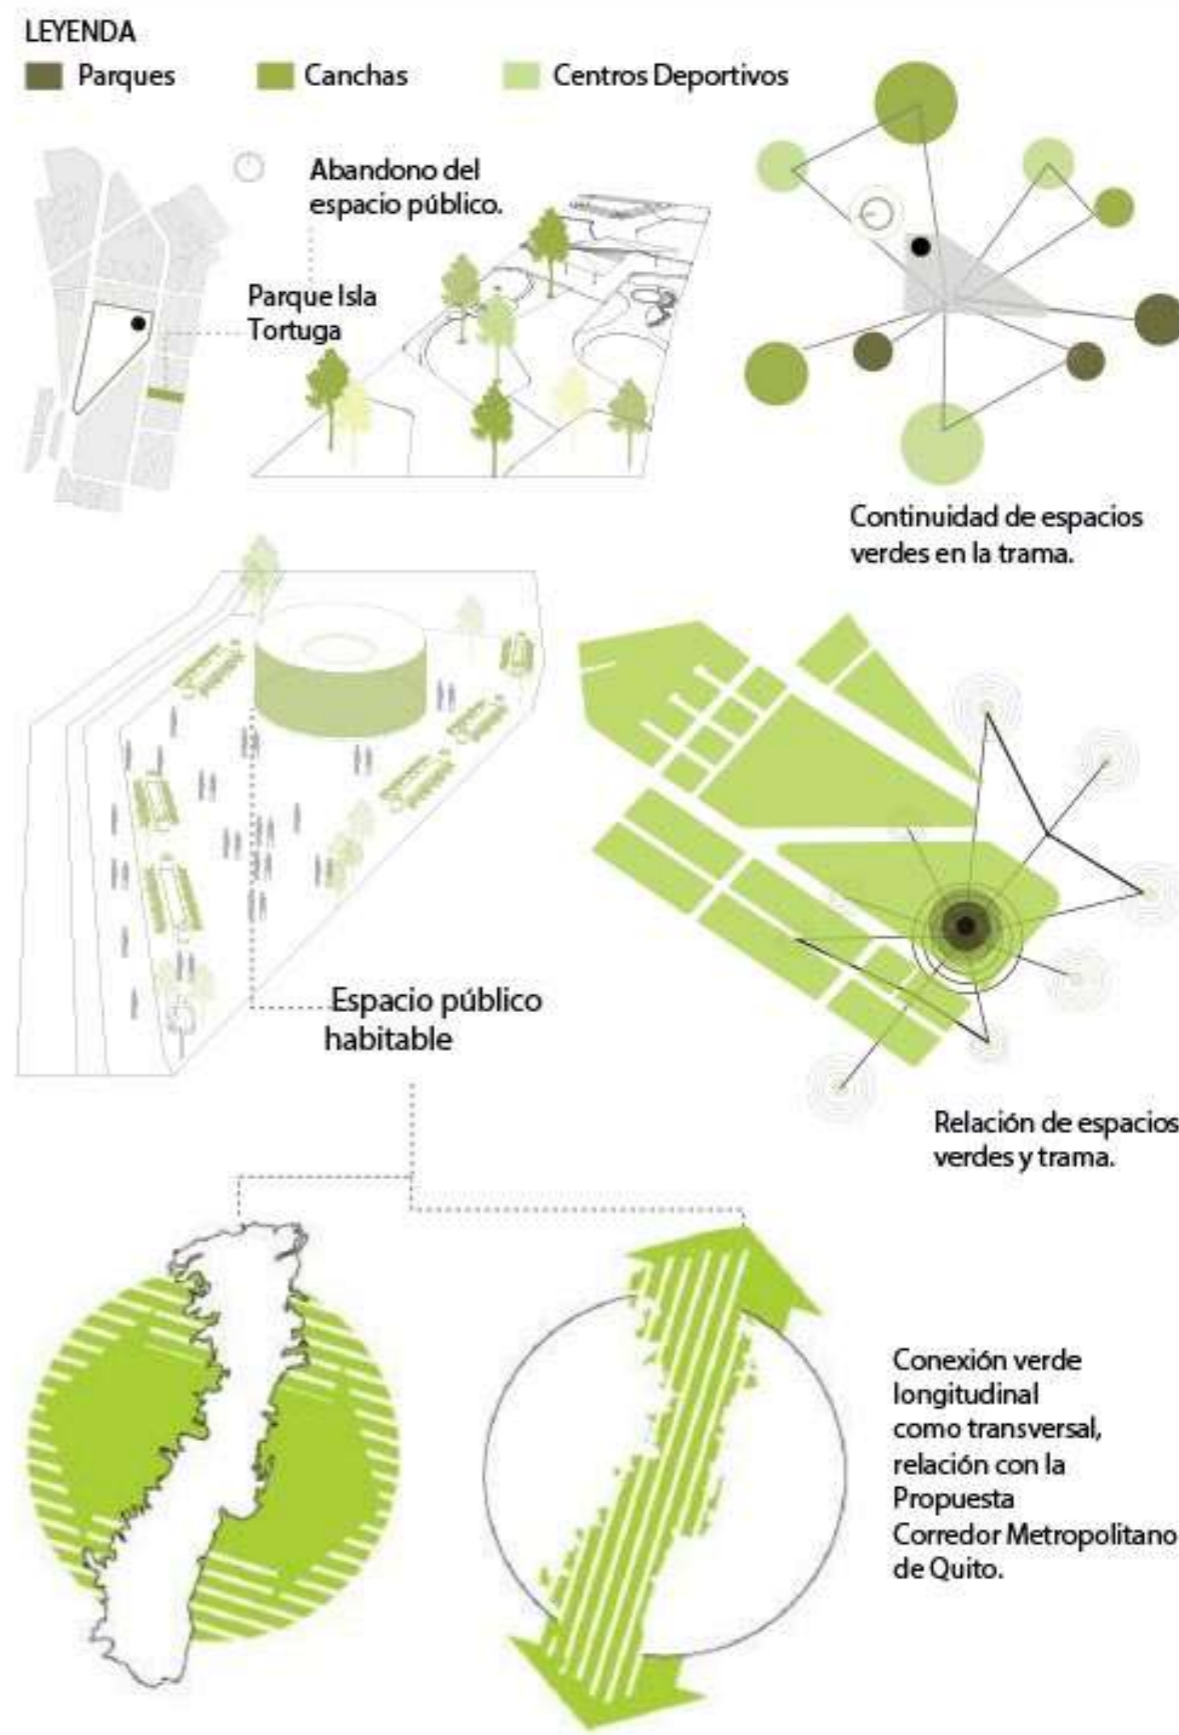 LEYENDA
Parques
Canchas
Centros Deportivos
Abandono del
espacio público.
Parque Isla
Tortuga
Continuidad de espacios
verdes en la trama.
Espacio público
habitable
Relación de espacios
verdes y trama.
Conexión verde
longitudinal
como transversal,
relación con la
Propuesta
Corredor Metropolitano
de Quito.